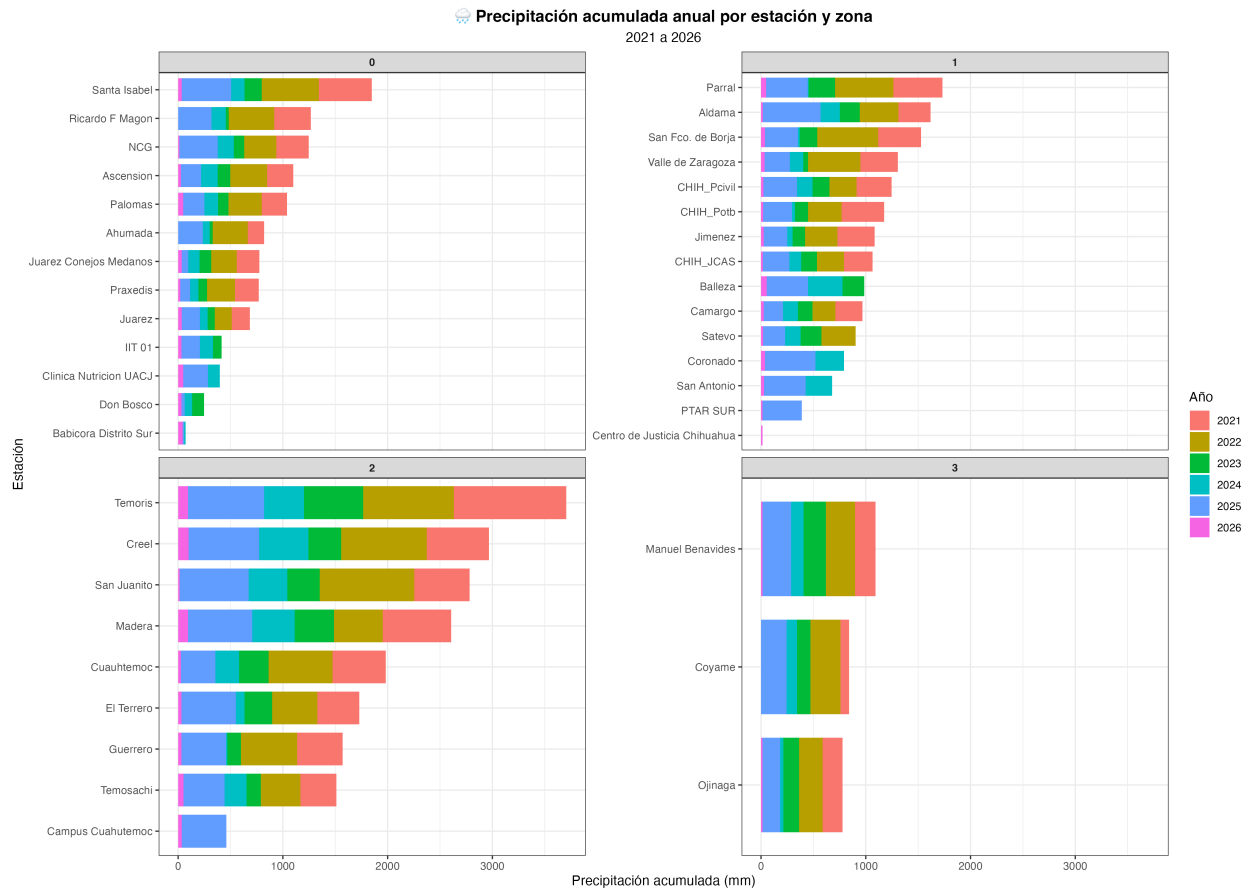 🌧️ Precipitación acumulada anual por estación y zona
2021 a 2026
0
Santa Isabel
Ricardo F Magon
NCG
Ascension
Palomas
Ahumada
Juarez Conejos Medanos
Praxedis
Juarez
IIT 01
Clinica Nutricion UACJ
Don Bosco
Babicora Distrito Sur
1
Parral
Aldama
San Fco. de Borja
Valle de Zaragoza
CHIH_Pcivil
CHIH_Potb
Jimenez
CHIH_JCAS
Balleza
Camargo
Satevo
Coronado
San Antonio
PTAR SUR
Centro de Justicia Chihuahua
2
Temoris
Creel
San Juanito
Madera
Cuauhtemoc
El Terrero
Guerrero
Temosachi
Campus Cuahutemoc
0 1000 2000 3000
3
Manuel Benavides
Coyame
Ojinaga
0 1000 2000 3000
Precipitación acumulada (mm)
Estación
Año
2021
2022
2023
2024
2025
2026